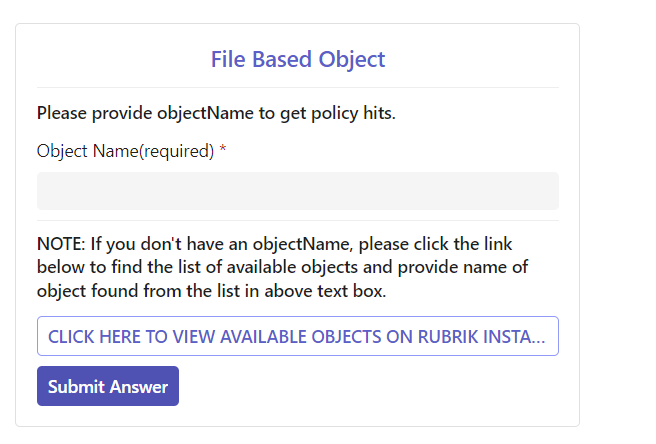 File Based Object
Please provide objectName to get policy hits.
Object Name(required) *
NOTE: If you don't have an objectName, please click the link
below to find the list of available objects and provide name of
object found from the list in above text box.
CLICK HERE TO VIEW AVAILABLE OBJECTS ON RUBRIK INSTA...
Submit Answer